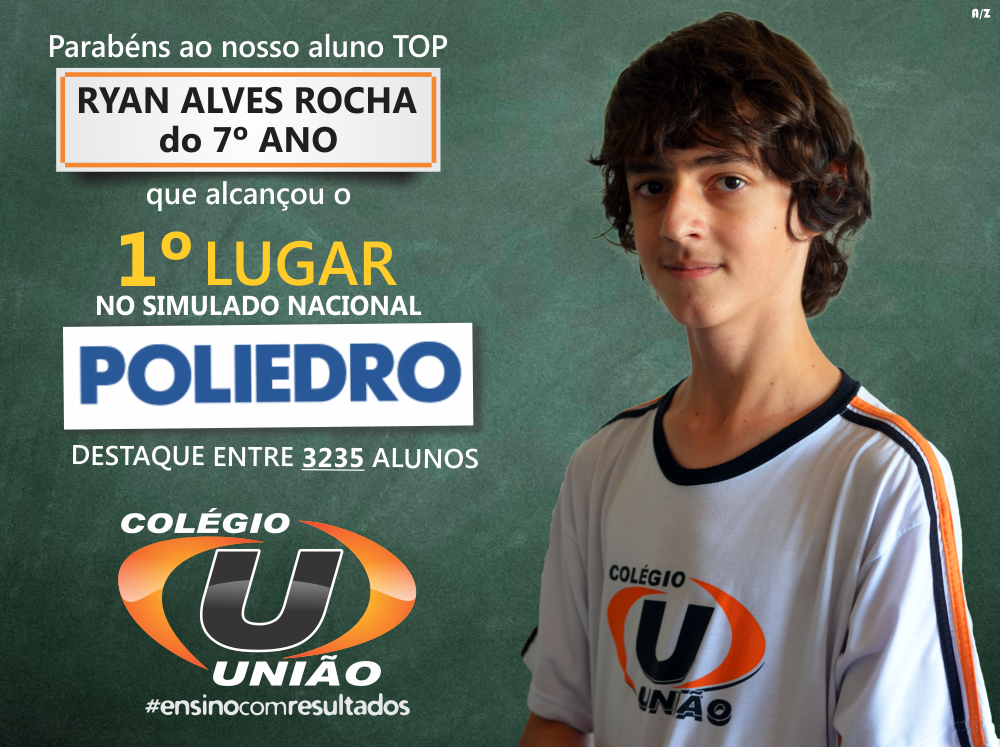 A/Z
Parabéns ao nosso aluno TOP
RYAN ALVES ROCHA
do 7º ANO
que alcançou o
1º LUGAR
NO SIMULADO NACIONAL
POLIEDRO
DESTAQUE ENTRE 3235 ALUNOS
COLÉGIO
U
UNIÃO
#ensinocomresultados
COLÉGIO
U
UNIÃO